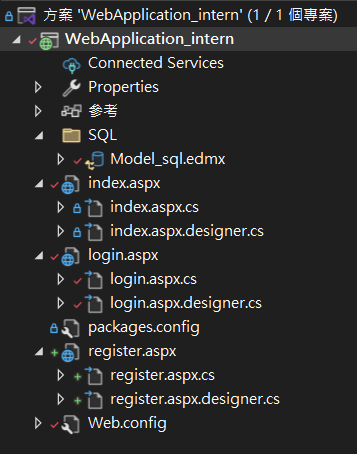 方案 'WebApplication_intern' (1 / 1 個專案)
WebApplication_intern
Connected Services
Properties
參考
SQL
Model_sql.edmx
index.aspx
index.aspx.cs
index.aspx.designer.cs
login.aspx
login.aspx.cs
login.aspx.designer.cs
packages.config
register.aspx
register.aspx.cs
register.aspx.designer.cs
Web.config